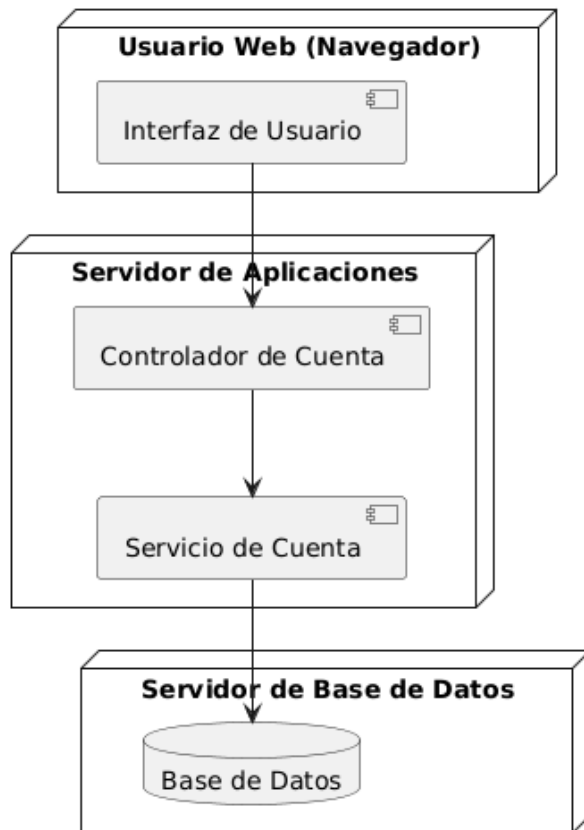 Usuario Web (Navegador)
Interfaz de Usuario
Servidor de Aplicaciones
Controlador de Cuenta
Servicio de Cuenta
Servidor de Base de Datos
Base de Datos